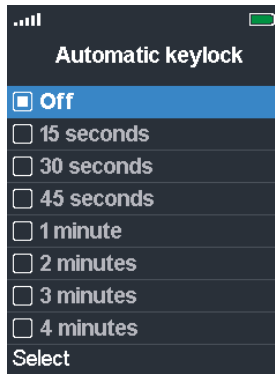 Automatic keylock
Off
15 seconds
30 seconds
45 seconds
1 minute
2 minutes
3 minutes
4 minutes
Select